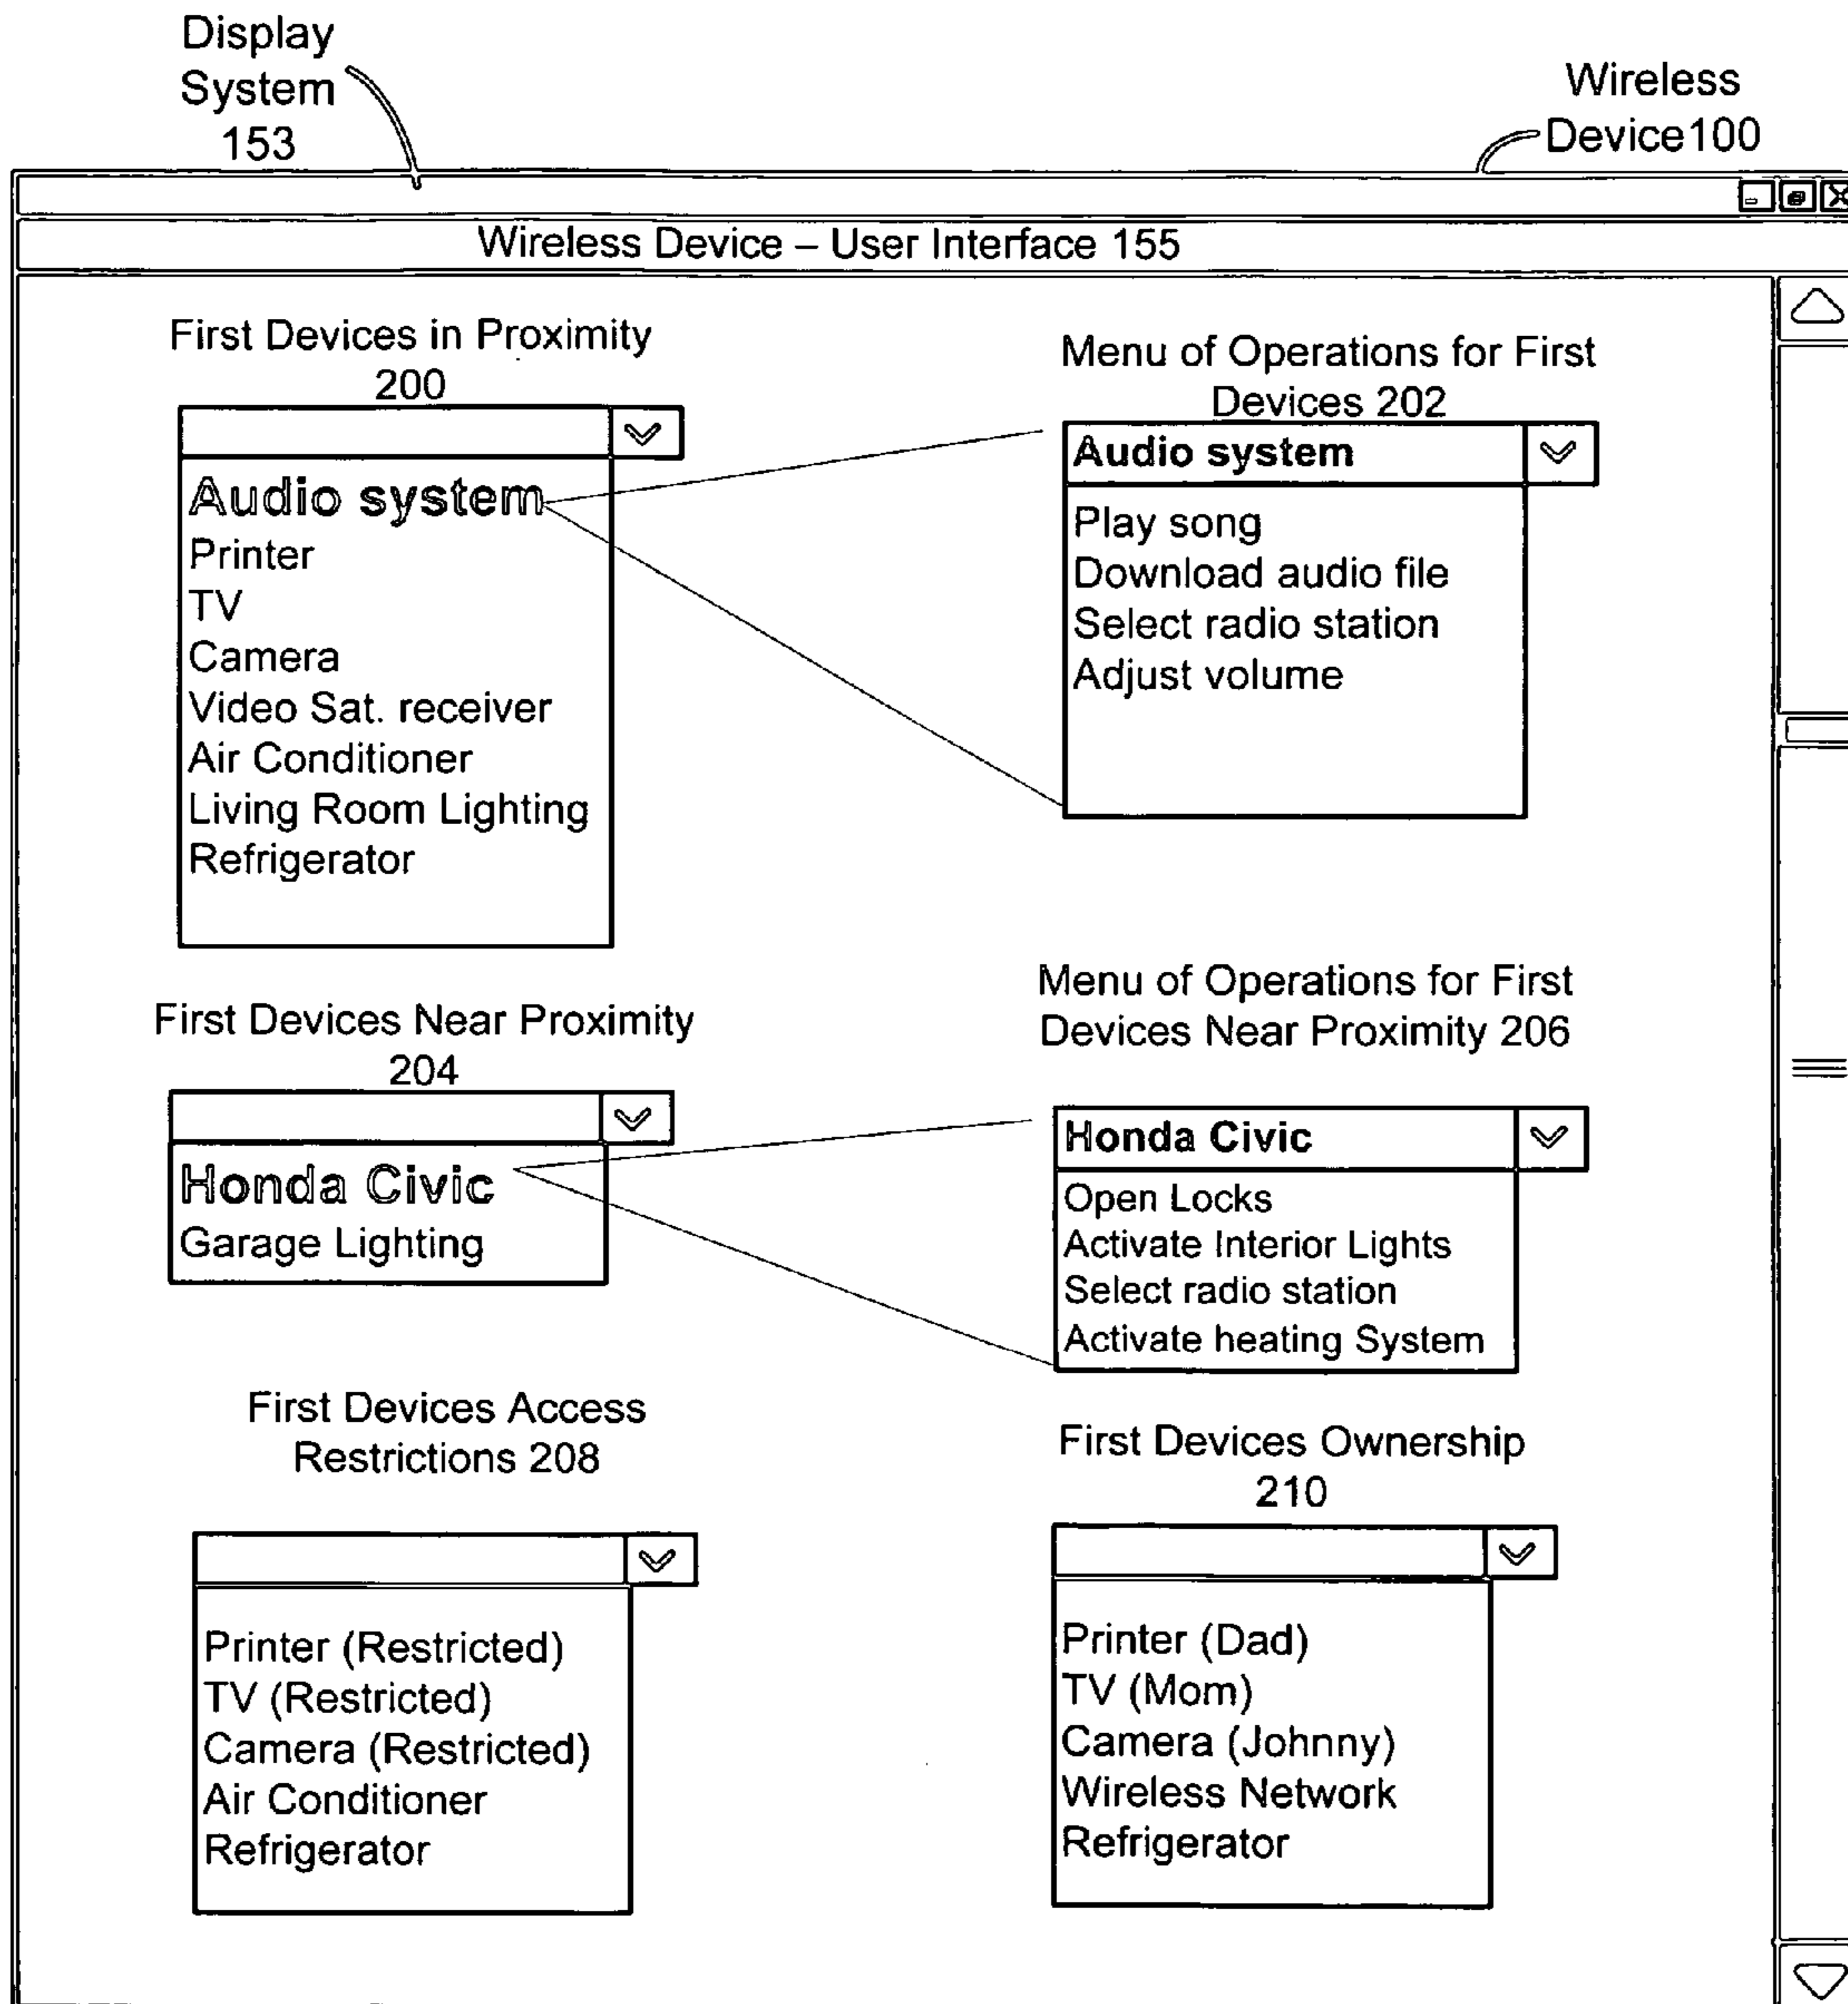 Display
System
153
Wireless
Device100
Wireless Device – User Interface 155
First Devices in Proximity
200
Audio system
Printer
TV
Camera
Video Sat. receiver
Air Conditioner
Living Room Lighting
Refrigerator
Menu of Operations for First
Devices 202
Audio system
Play song
Download audio file
Select radio station
Adjust volume
First Devices Near Proximity
204
Honda Civic
Garage Lighting
Menu of Operations for First
Devices Near Proximity 206
Honda Civic
Open Locks
Activate Interior Lights
Select radio station
Activate heating System
First Devices Access
Restrictions 208
Printer (Restricted)
TV (Restricted)
Camera (Restricted)
Air Conditioner
Refrigerator
First Devices Ownership
210
Printer (Dad)
TV (Mom)
Camera (Johnny)
Wireless Network
Refrigerator